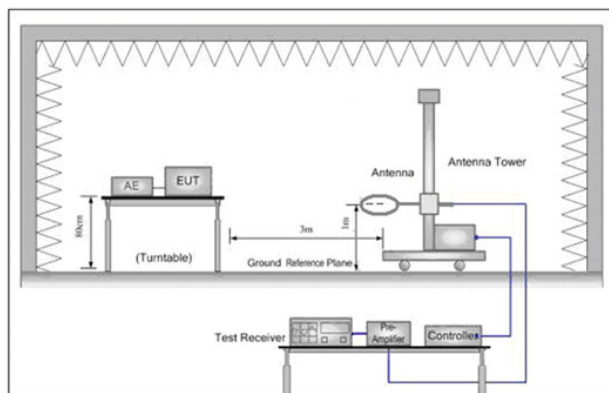 Antenna Tower
Antenna
AE
EUT
80cm
1m
3m
(Turntable)
Ground Reference Plane
Test Receiver
Pre-
Amplifier
Controller